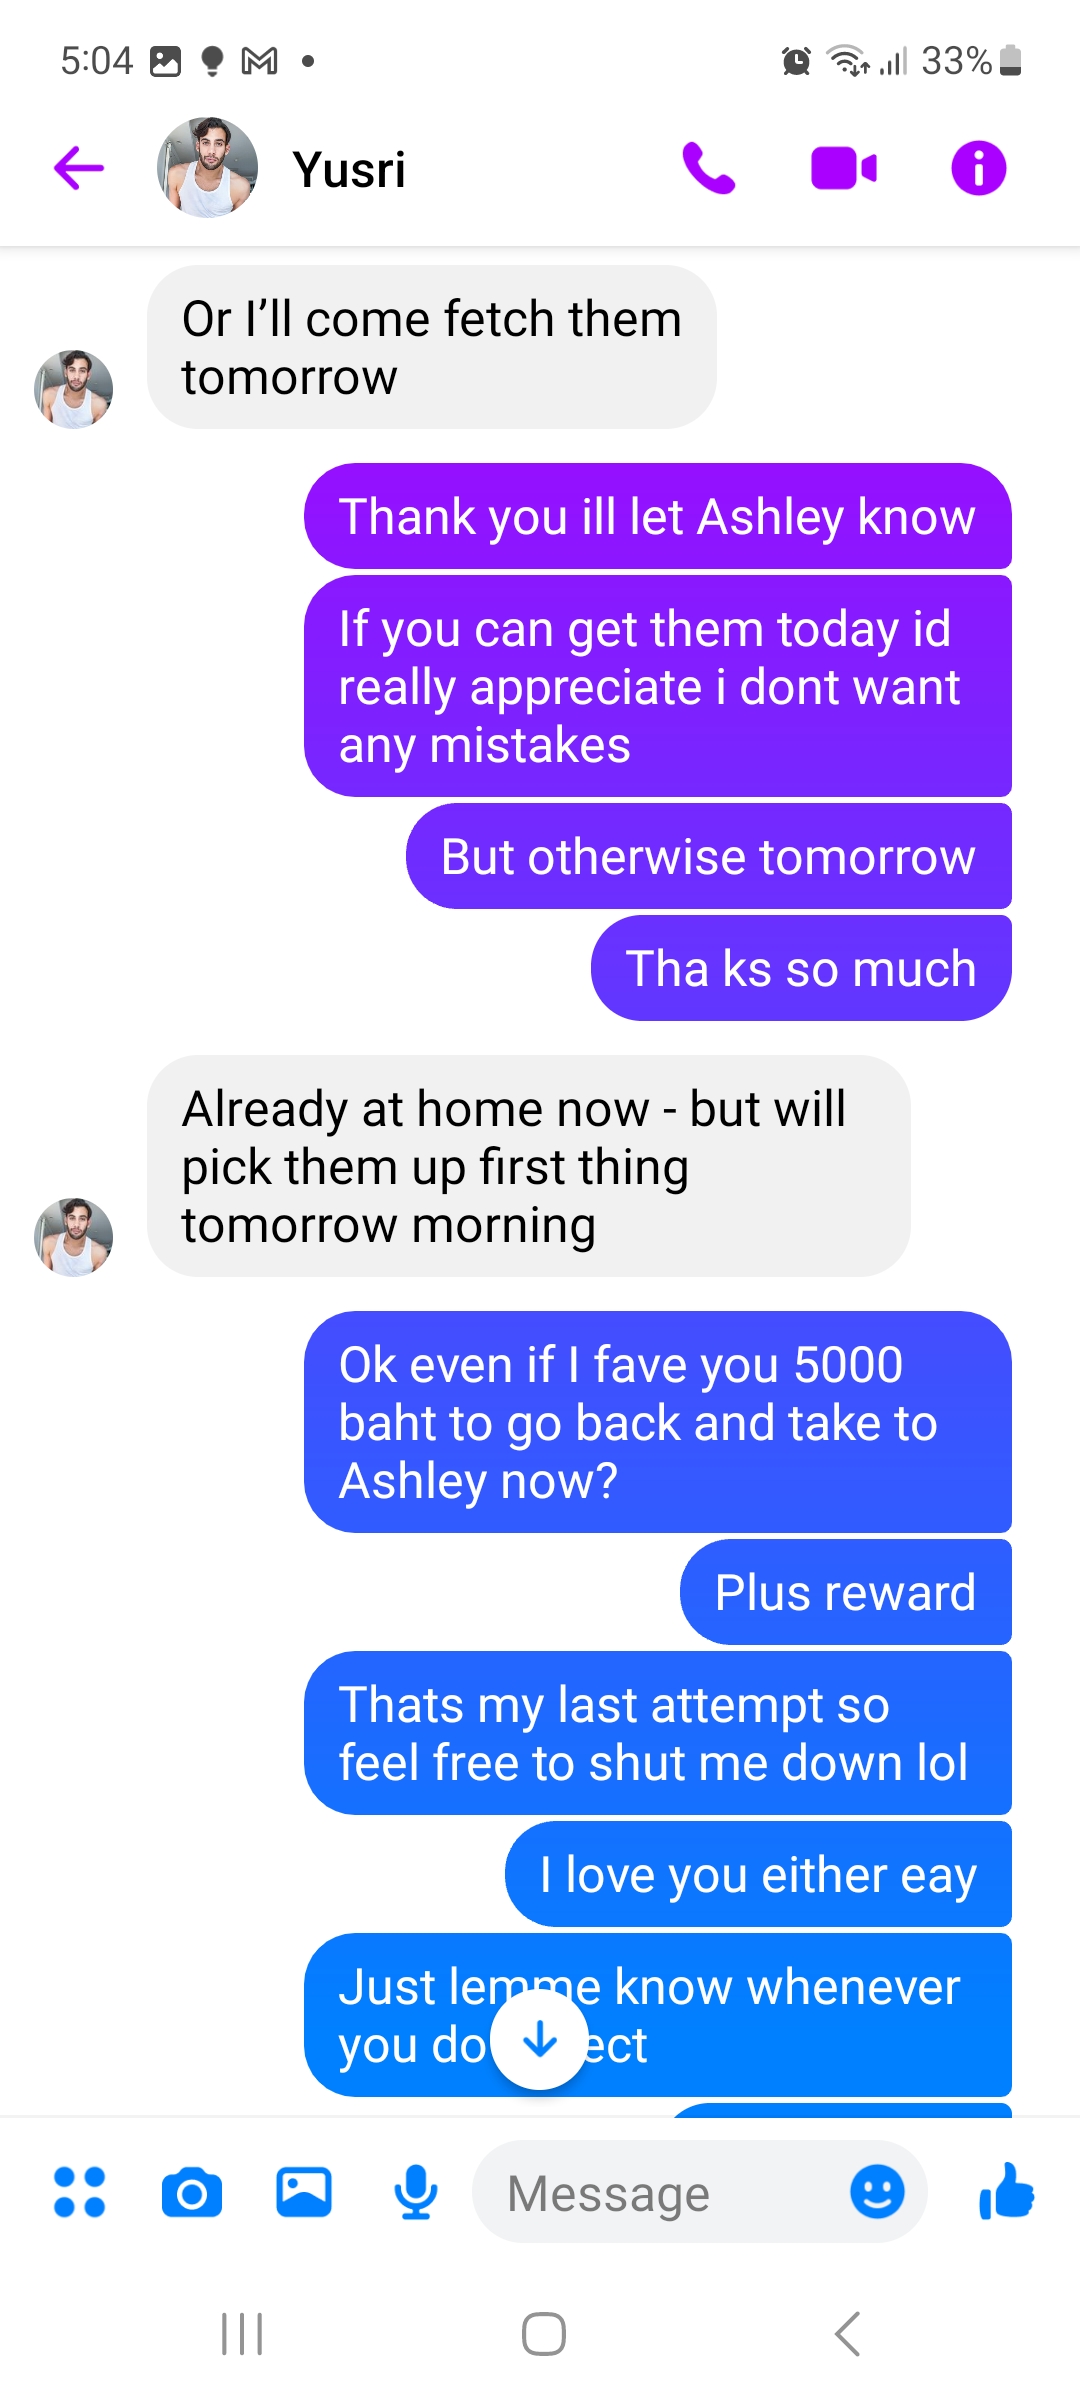 5:04
33%
Yusri
Or I’ll come fetch them
tomorrow
Thank you ill let Ashley know
If you can get them today id
really appreciate i dont want
any mistakes
But otherwise tomorrow
Tha ks so much
Already at home now - but will
pick them up first thing
tomorrow morning
Ok even if I fave you 5000
baht to go back and take to
Ashley now?
Plus reward
Thats my last attempt so
feel free to shut me down lol
I love you either eay
Just lemme know whenever
you do
Message